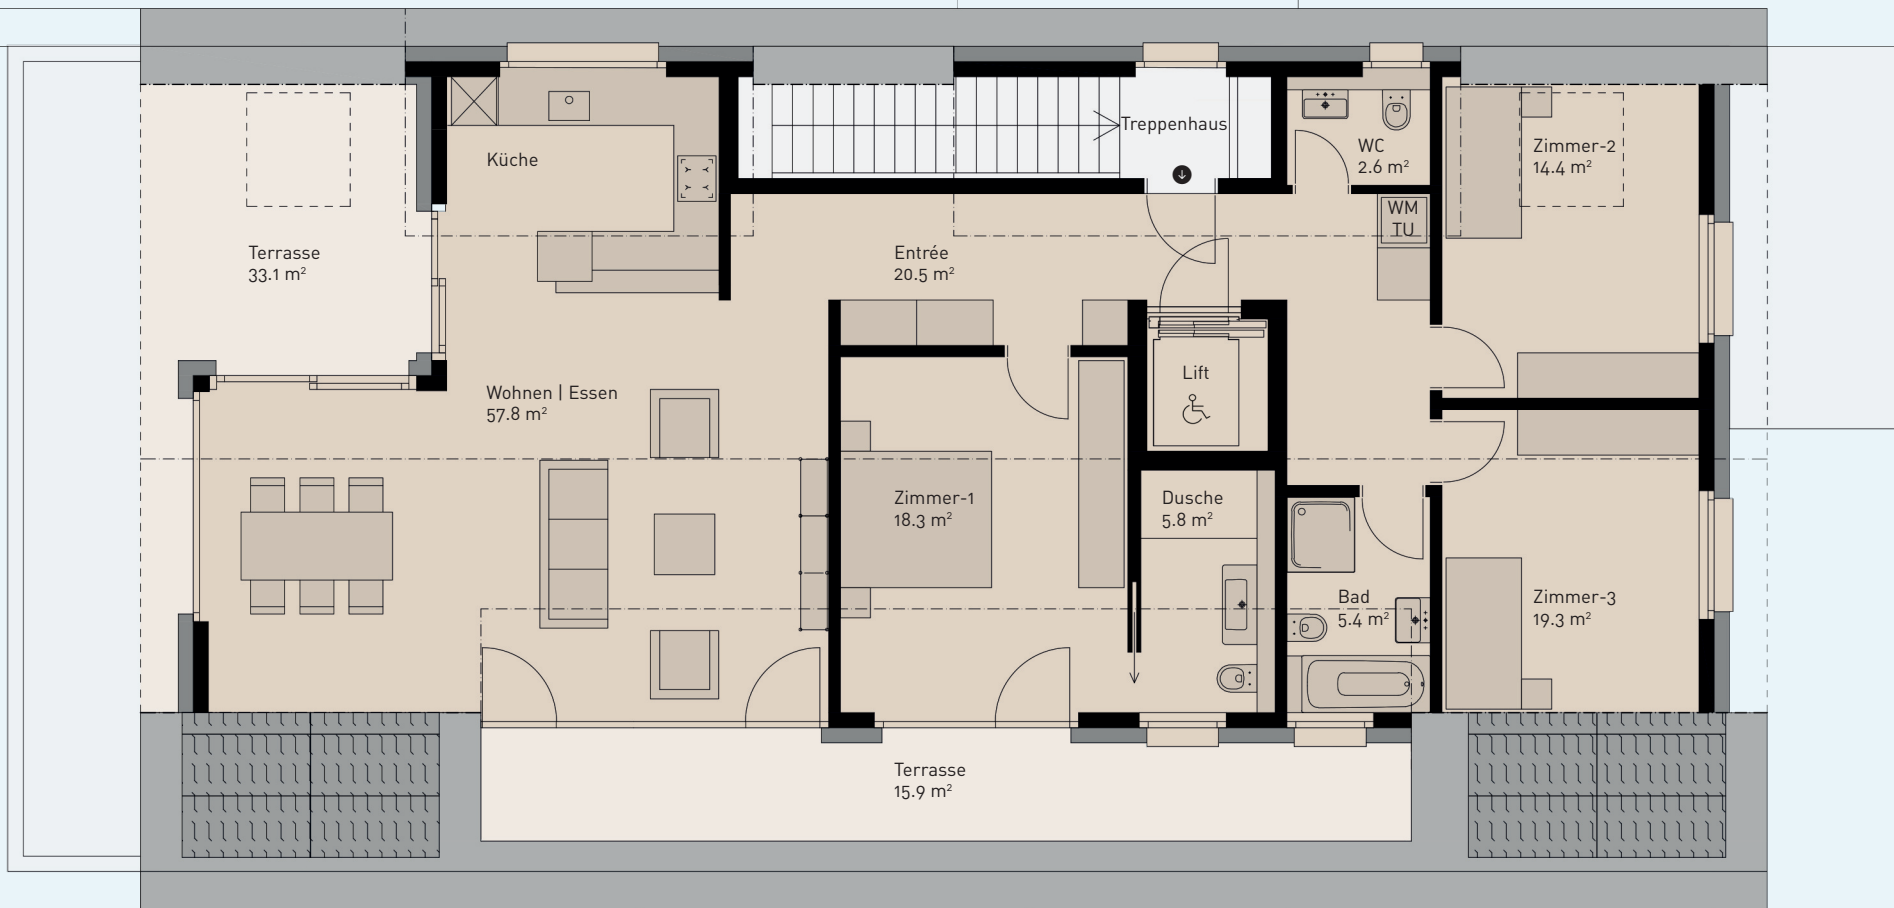 Treppenhaus
Küche
WC
2.6 m²
Zimmer-2
14.4 m²
WM
TU
Terrasse
33.1 m²
Entrée
20.5 m²
Lift
Wohnen | Essen
57.8 m²
Zimmer-1
18.3 m²
Dusche
5.8 m²
Bad
5.4 m²
Zimmer-3
19.3 m²
Terrasse
15.9 m²